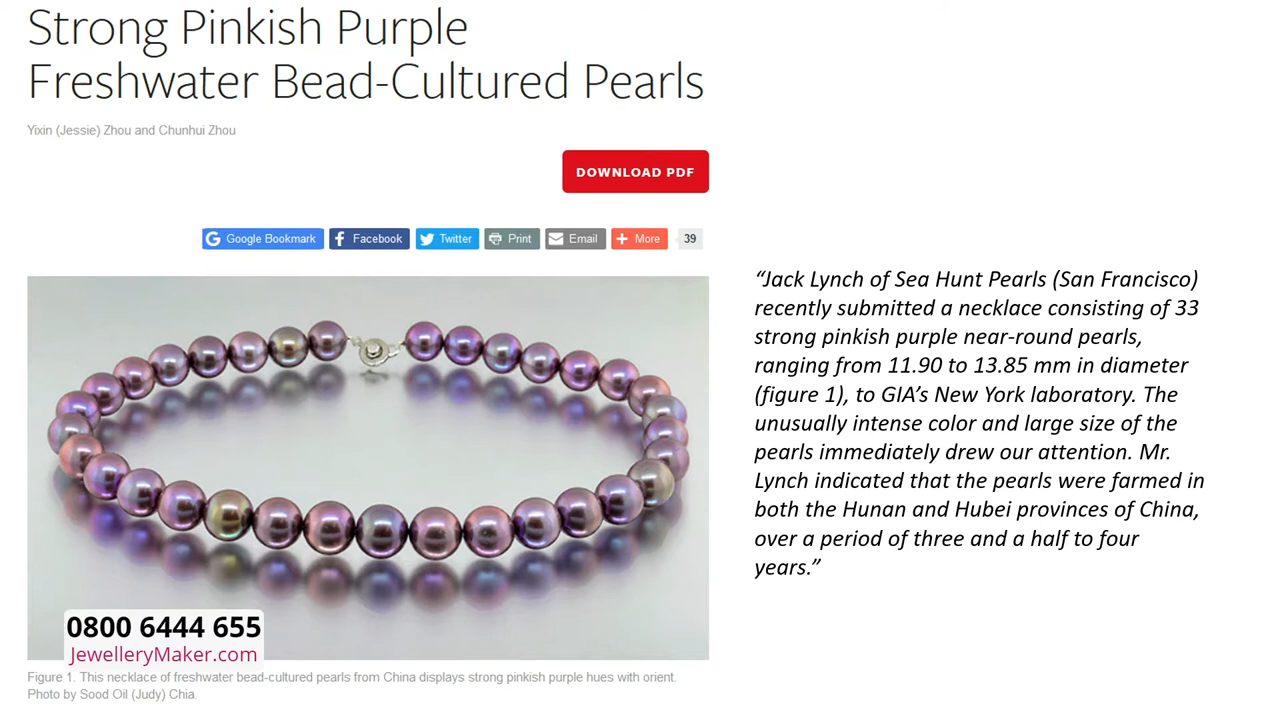 Strong Pinkish Purple
Freshwater Bead-Cultured Pearls
Yixin (Jessie) Zhou and Chunhui Zhou
DOWNLOAD PDF
Google Bookmark
Facebook
Twitter
Print
Email
More
39
“Jack Lynch of Sea Hunt Pearls (San Francisco)
recently submitted a necklace consisting of 33
strong pinkish purple near-round pearls,
ranging from 11.90 to 13.85 mm in diameter
(figure 1), to GIA’s New York laboratory. The
unusually intense color and large size of the
pearls immediately drew our attention. Mr.
Lynch indicated that the pearls were farmed in
both the Hunan and Hubei provinces of China,
over a period of three and a half to four
years.”
0800 6444 655
JewelleryMaker.com
Figure 1. This necklace of freshwater bead-cultured pearls from China displays strong pinkish purple hues with orient.
Photo by Sood Oil (Judy) Chia.